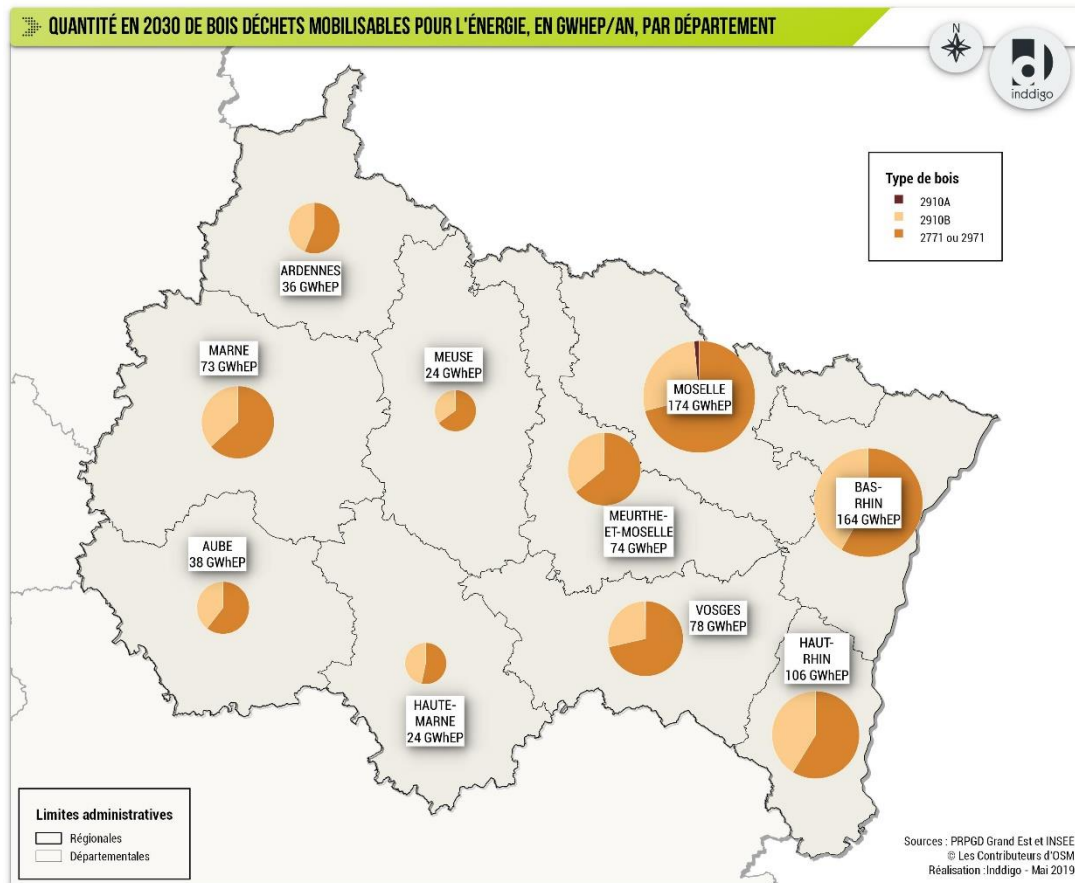 QUANTITÉ EN 2030 DE BOIS DÉCHETS MOBILISABLES POUR L'ÉNERGIE, EN GWHEP/AN, PAR DÉPARTEMENT
N
inddigo
Type de bois
2910A
2910B
2771 ou 2971
ARDENNES
36 GWhEP
MARNE
73 GWhEP
MEUSE
24 GWhEP
MOSELLE
174 GWhEP
BAS-
RHIN
164 GWhEP
MEURTHE-
ET-MOSELLE
74 GWhEP
AUBE
38 GWhEP
VOSGES
78 GWhEP
HAUT-
RHIN
106 GWhEP
HAUTE-
MARNE
24 GWhEP
Limites administratives
Régionales
Départementales
Sources : PRPGD Grand Est et INSEE
© Les Contributeurs d'OSM
Réalisation :Inddigo - Mai 2019